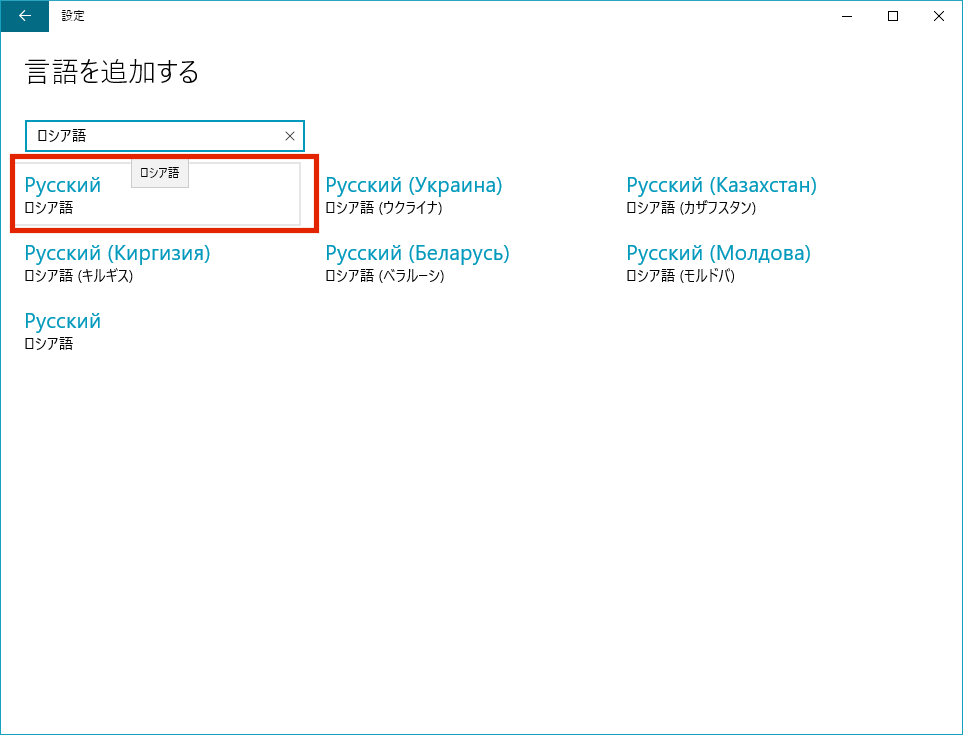 設定
言語を追加する
ロシア語
Русский
ロシア語
ロシア語
Русский (Украина)
ロシア語 (ウクライナ)
Русский (Казахстан)
ロシア語 (カザフスタン)
Русский (Киргизия)
ロシア語 (キルギス)
Русский (Беларусь)
ロシア語 (ベラルーシ)
Русский (Молдова)
ロシア語 (モルドバ)
Русский
ロシア語